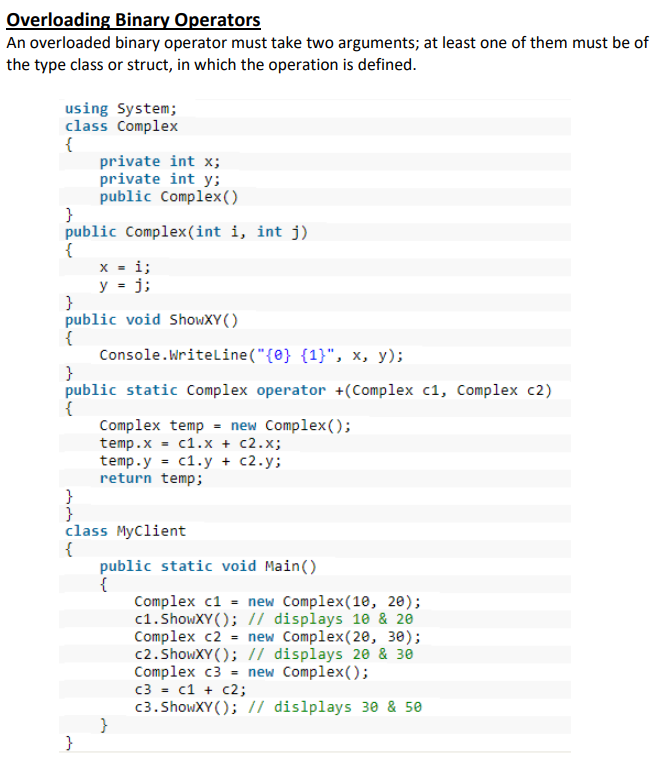 Overloading Binary Operators
An overloaded binary operator must take two arguments; at least one of them must be of
the type class or struct, in which the operation is defined.
using System;
class Complex
{
    private int x;
    private int y;
    public Complex()
}
public Complex(int i, int j)
{
    x = i;
    y = j;
}
public void ShowXY()
{
    Console.WriteLine("{0} {1}", x, y);
}
public static Complex operator +(Complex c1, Complex c2)
{
    Complex temp = new Complex();
    temp.x = c1.x + c2.x;
    temp.y = c1.y + c2.y;
    return temp;
}
}
class MyClient
{
    public static void Main()
    {
        Complex c1 = new Complex(10, 20);
        c1.ShowXY(); // displays 10 & 20
        Complex c2 = new Complex(20, 30);
        c2.ShowXY(); // displays 20 & 30
        Complex c3 = new Complex();
        c3 = c1 + c2;
        c3.ShowXY(); // dislplays 30 & 50
    }
}